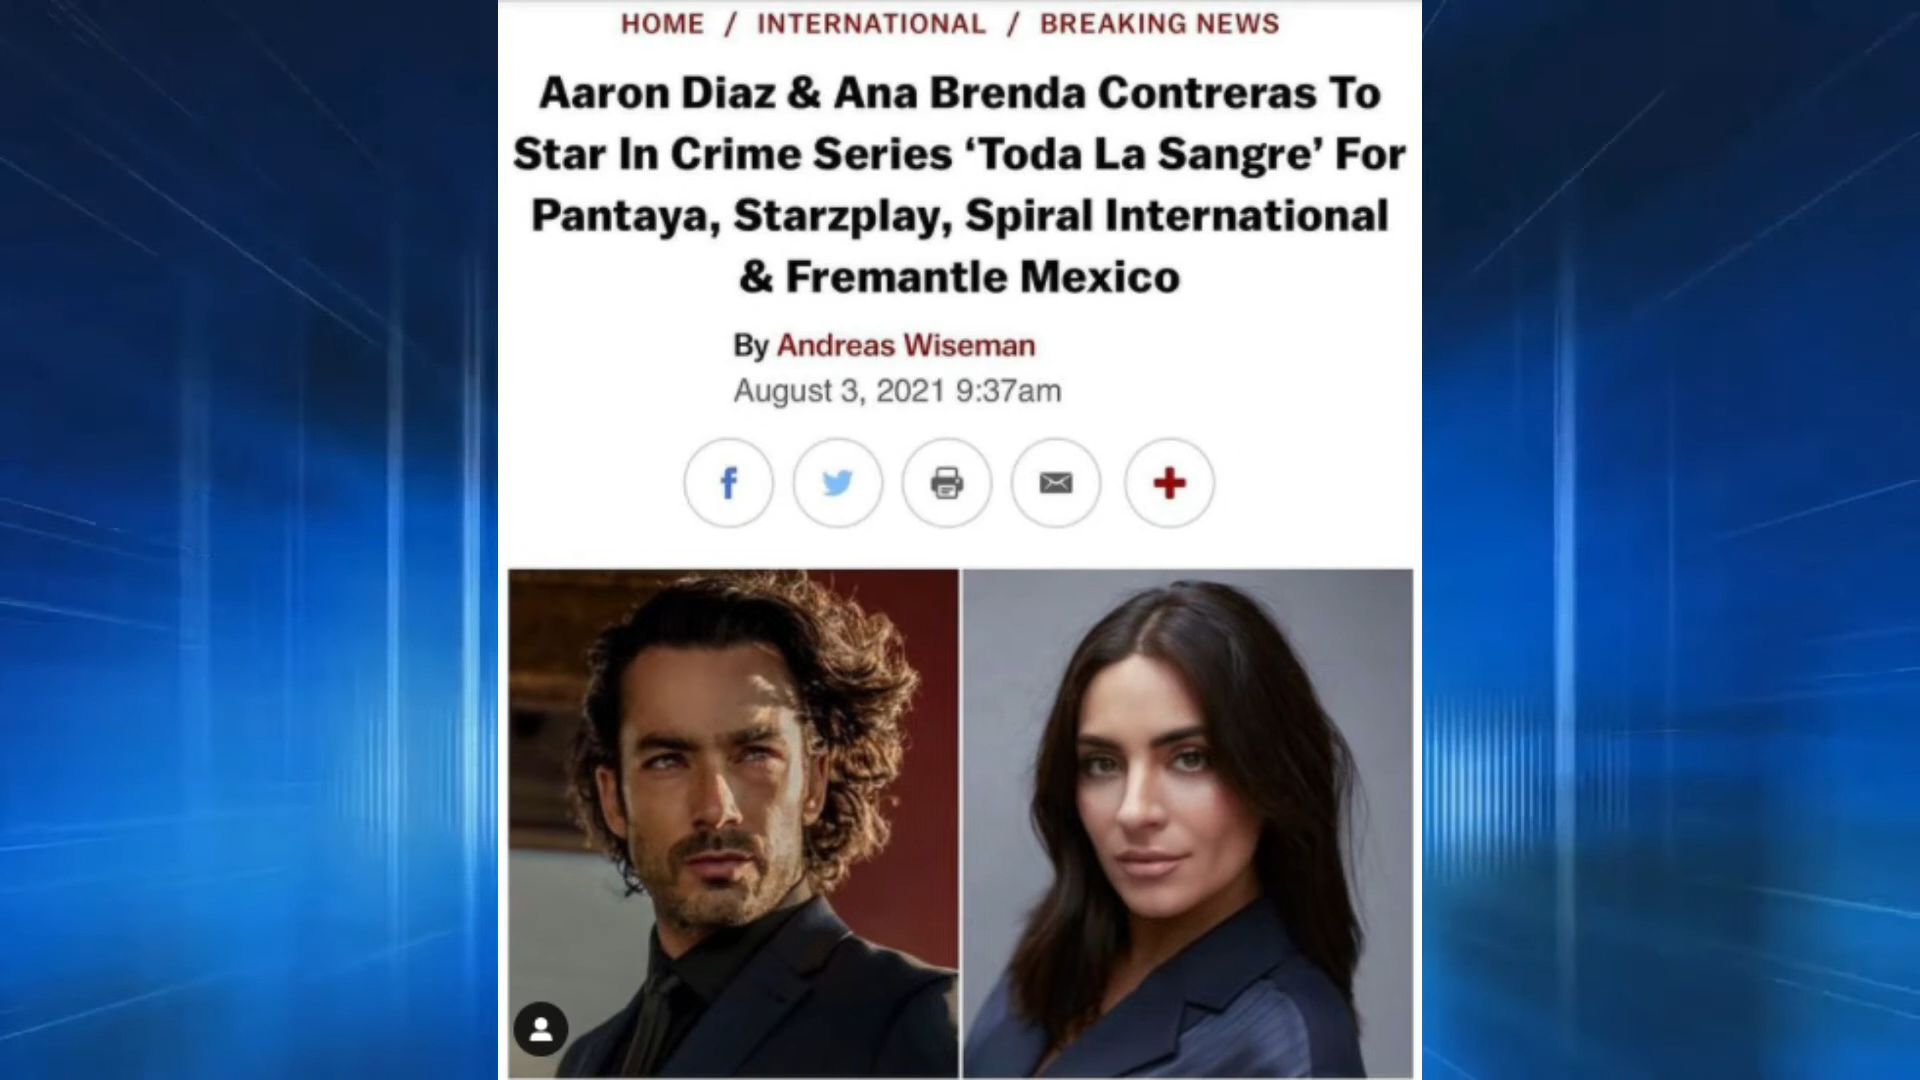 HOME / INTERNATIONAL / BREAKING NEWS
Aaron Diaz & Ana Brenda Contreras To
Star In Crime Series ‘Toda La Sangre’ For
Pantaya, Starzplay, Spiral International
& Fremantle Mexico
By Andreas Wiseman
August 3, 2021 9:37am